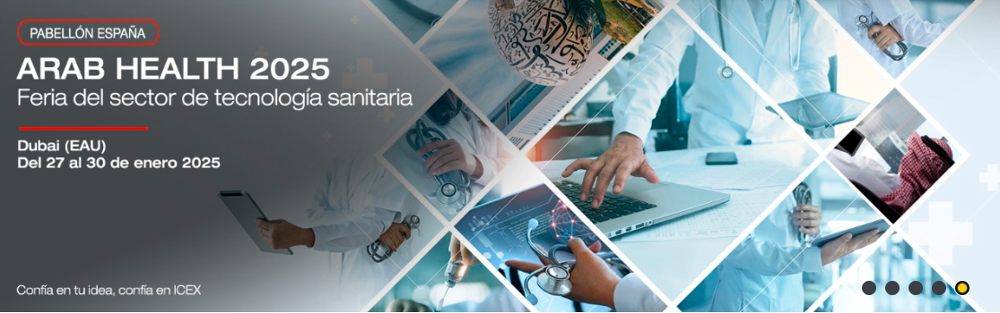 PABELLÓN ESPAÑA
ARAB HEALTH 2025
Feria del sector de tecnología sanitaria
Dubai (EAU)
Del 27 al 30 de enero 2025
Confía en tu idea, confía en ICEX